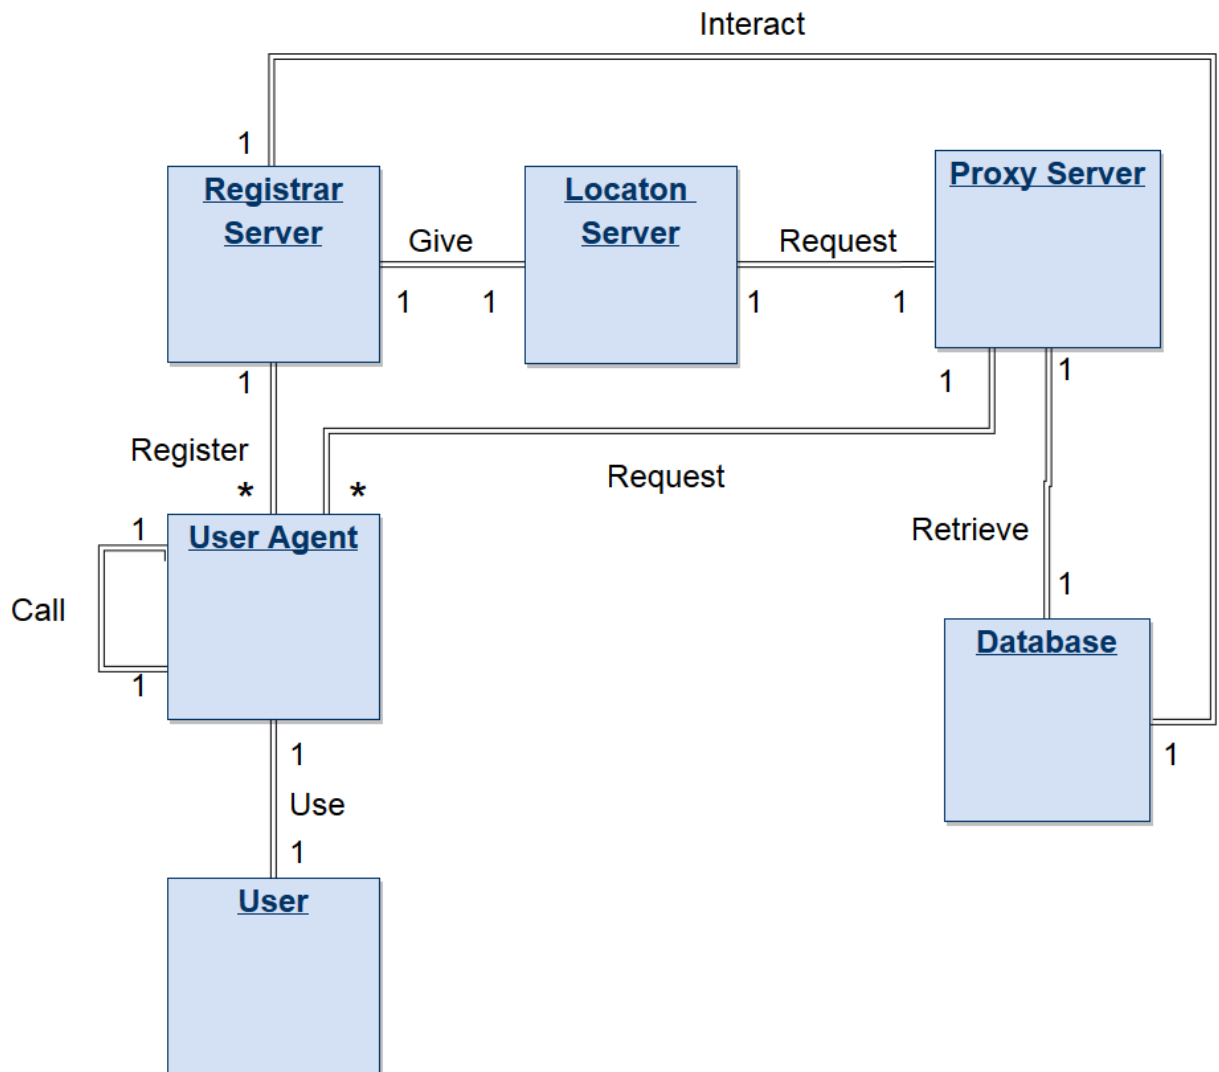 Interact
1
Registrar
Server
Locaton
Server
Proxy Server
Give
Request
1
1
1
1
1
1
1
Register
Request
*
*
1
User Agent
Retrieve
Call
1
1
Database
1
1
Use
1
User